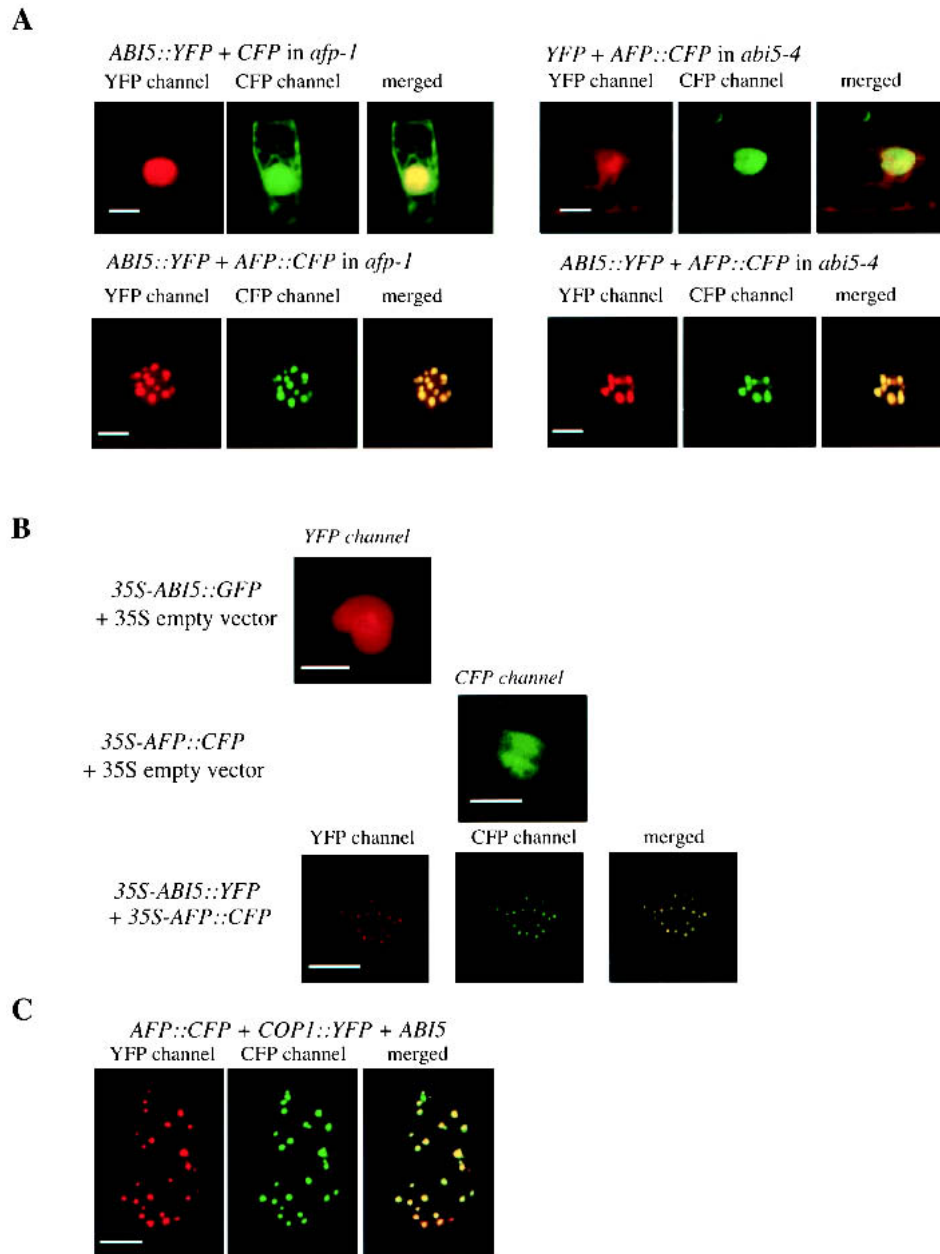 A
ABI5::YFP + CFP in afp-1
YFP channel CFP channel merged
YFP + AFP::CFP in abi5-4
YFP channel CFP channel merged
ABI5::YFP + AFP::CFP in afp-1
YFP channel CFP channel merged
ABI5::YFP + AFP::CFP in abi5-4
YFP channel CFP channel merged
B
YFP channel
35S-ABI5::GFP
+ 35S empty vector
CFP channel
35S-AFP::CFP
+ 35S empty vector
YFP channel CFP channel merged
35S-ABI5::YFP
+ 35S-AFP::CFP
C
AFP::CFP + COP1::YFP + ABI5
YFP channel CFP channel merged